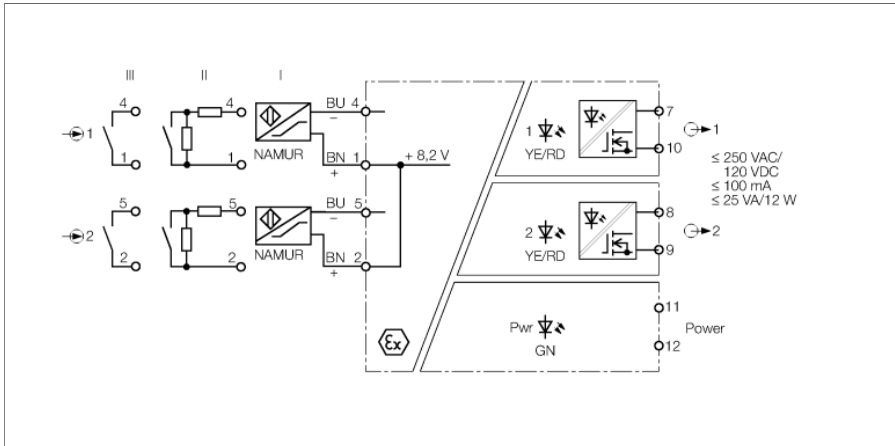 III II I
4 4 BU 4
–
1
1 1 NAMUR BN 1 + 8,2 V
+
5 5 BU 5
–
2
2 2 NAMUR BN 2
+
1
YE/RD
7
10
1
≤ 250 VAC/
120 VDC
≤ 100 mA
≤ 25 VA/12 W
2
YE/RD
8
9
2
Pwr
GN
11
12
Power
Ex